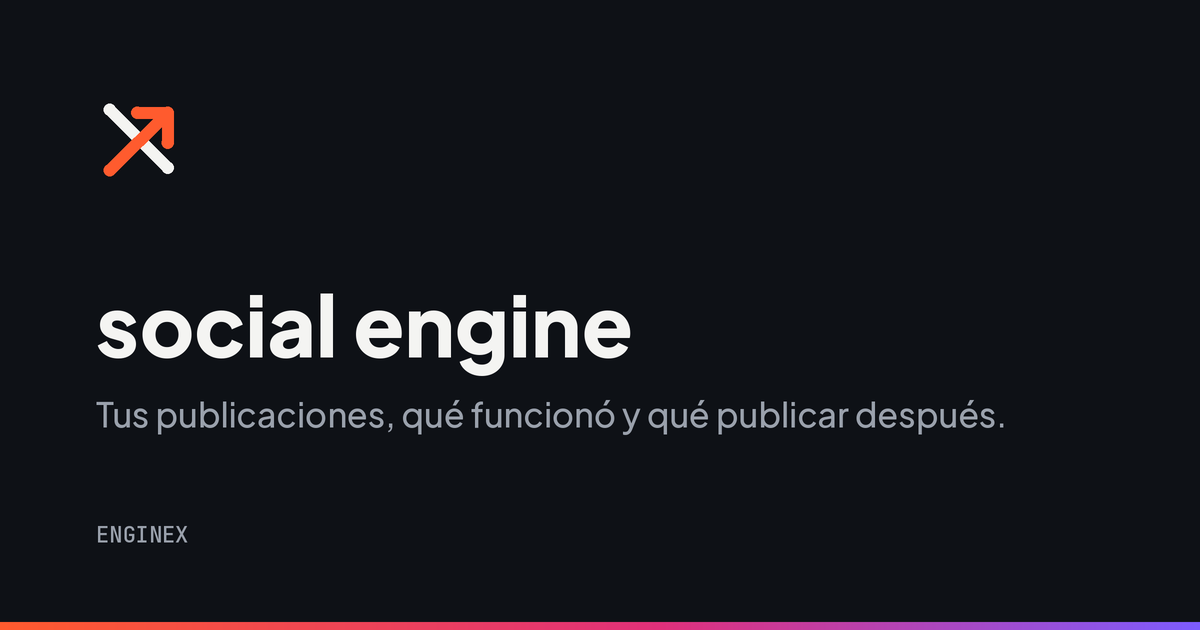 social engine
Tus publicaciones, qué funcionó y qué publicar después.
ENGINEX